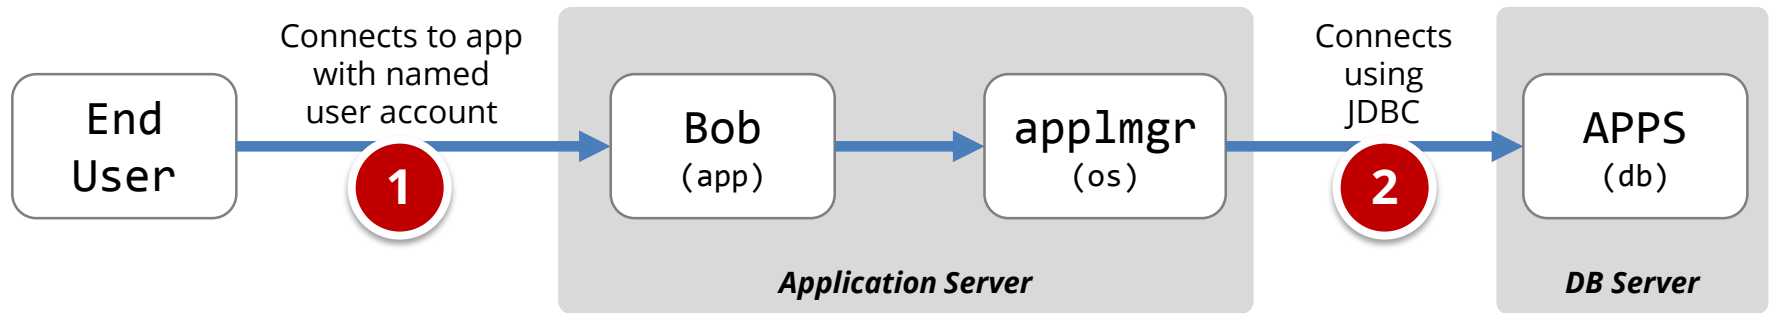 Connects to app
with named
user account
Connects
using
JDBC
End
User
Bob
(app)
applmgr
(os)
APPS
(db)
1
2
Application Server
DB Server